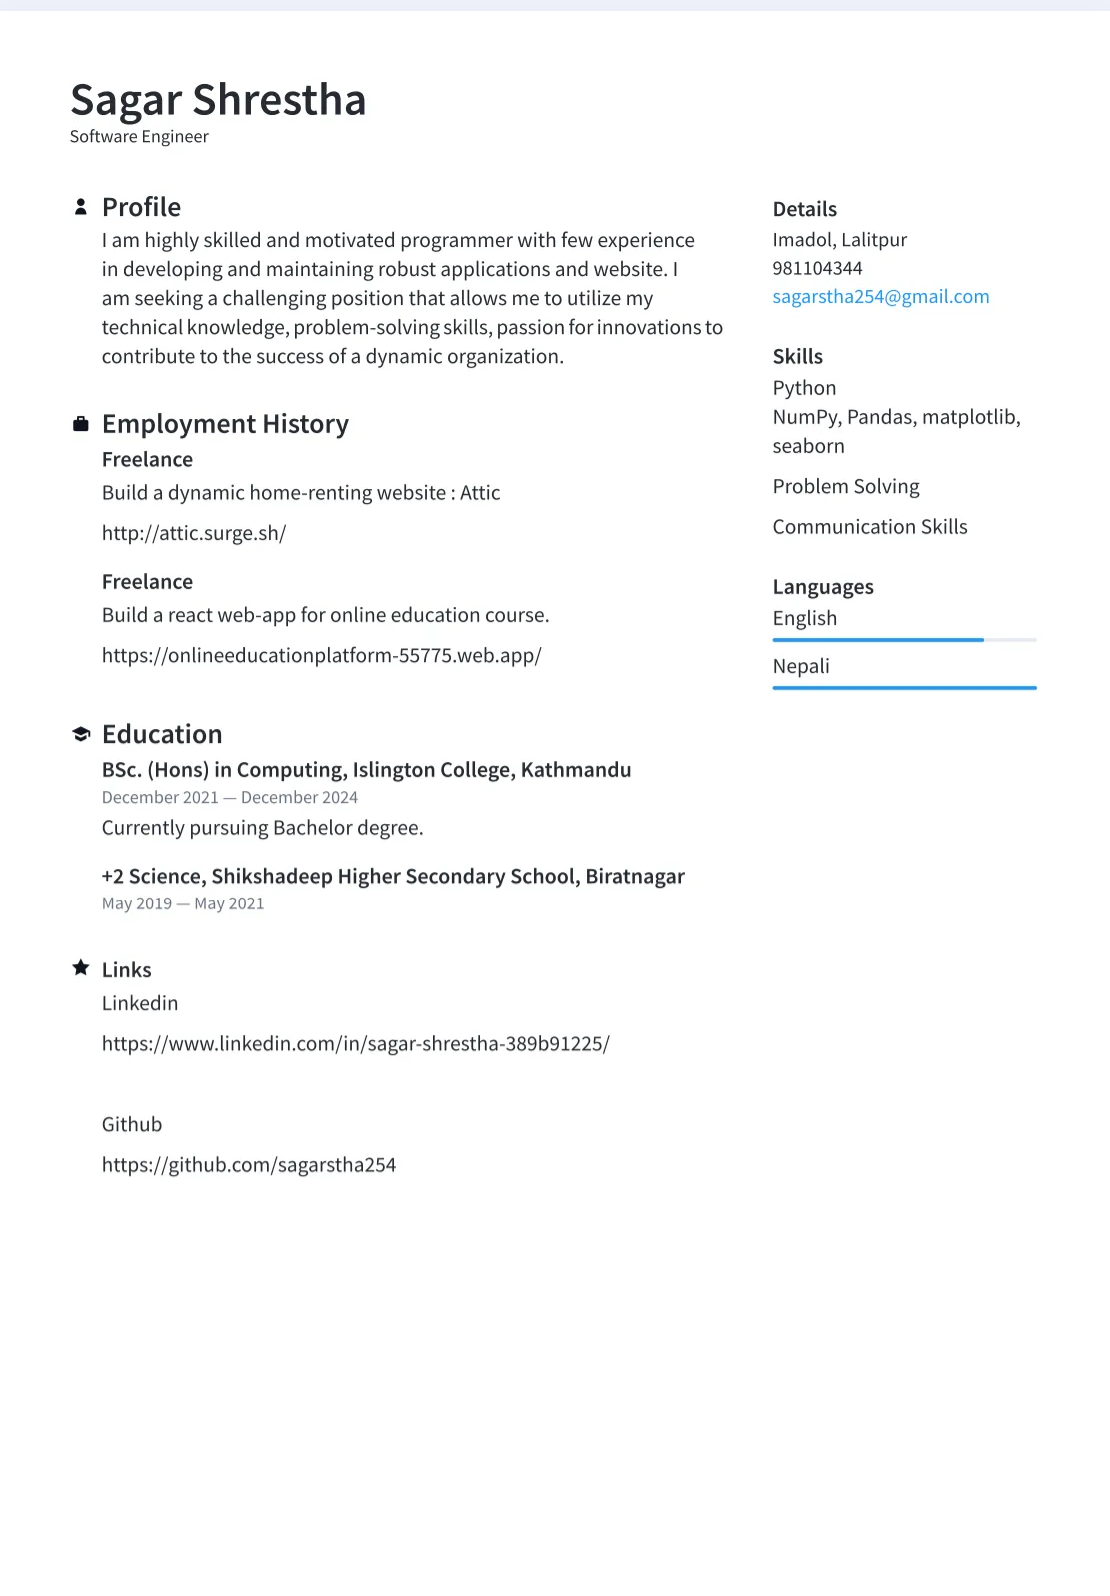 Sagar Shrestha
Software Engineer
Profile
I am highly skilled and motivated programmer with few experience
in developing and maintaining robust applications and website. I
am seeking a challenging position that allows me to utilize my
technical knowledge, problem-solving skills, passion for innovations to
contribute to the success of a dynamic organization.
Employment History
Freelance
Build a dynamic home-renting website : Attic
http://attic.surge.sh/
Freelance
Build a react web-app for online education course.
https://onlineeducationplatform-55775.web.app/
Education
BSc. (Hons) in Computing, Islington College, Kathmandu
December 2021 — December 2024
Currently pursuing Bachelor degree.
+2 Science, Shikshadeep Higher Secondary School, Biratnagar
May 2019 — May 2021
Links
Linkedin
https://www.linkedin.com/in/sagar-shrestha-389b91225/
Github
https://github.com/sagarstha254
Details
Imadol, Lalitpur
981104344
sagarstha254@gmail.com
Skills
Python
NumPy, Pandas, matplotlib,
seaborn
Problem Solving
Communication Skills
Languages
English
Nepali